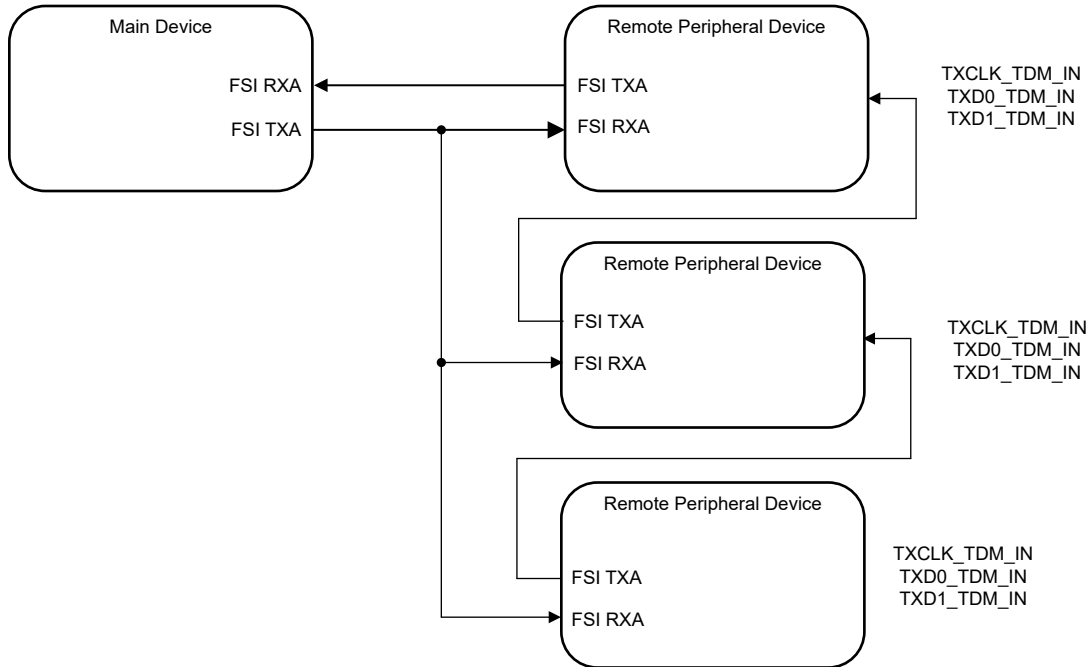 Main Device
FSI RXA
FSI TXA
Remote Peripheral Device
FSI TXA
FSI RXA
TXCLK_TDM_IN
TXD0_TDM_IN
TXD1_TDM_IN
Remote Peripheral Device
FSI TXA
FSI RXA
TXCLK_TDM_IN
TXD0_TDM_IN
TXD1_TDM_IN
Remote Peripheral Device
FSI TXA
FSI RXA
TXCLK_TDM_IN
TXD0_TDM_IN
TXD1_TDM_IN